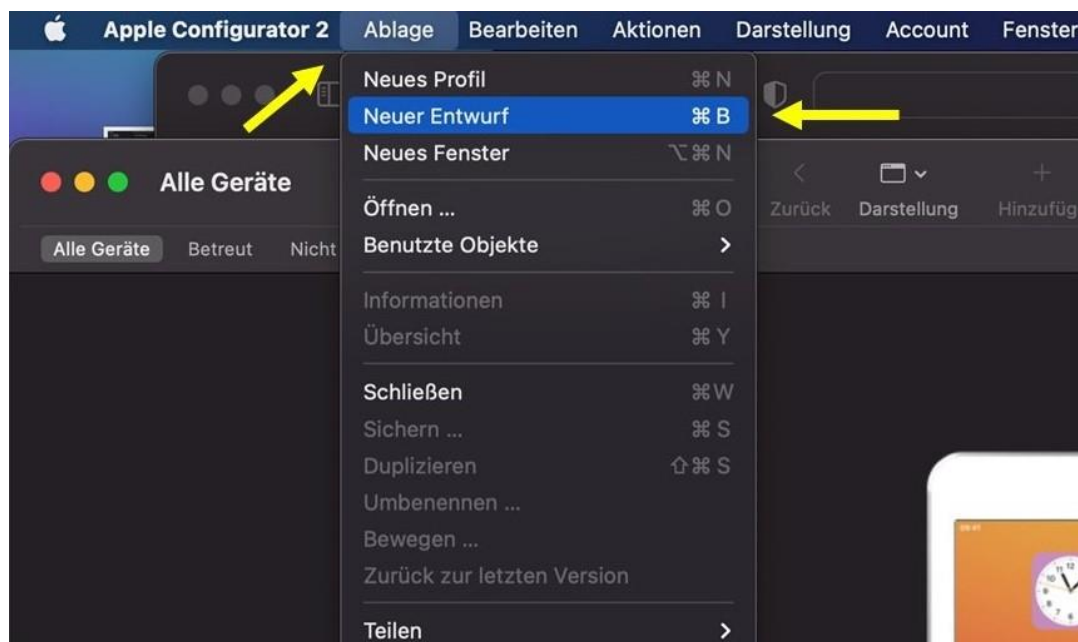 Apple Configurator 2 Ablage Bearbeiten Aktionen Darstellung Account Fenster
Neues Profil ⌘ N
Neuer Entwurf ⌘ B
Neues Fenster ⌥ ⌘ N
Alle Geräte
Zurück Darstellung Hinzufüg
Öffnen ... ⌘ O
Alle Geräte Betreut Nicht
Benutzte Objekte
Informationen ⌘ I
Übersicht ⌘ Y
Schließen ⌘ W
Sichern ... ⌘ S
Duplizieren ⇧ ⌘ S
Umbenennen ...
Bewegen ...
Zurück zur letzten Version
Teilen